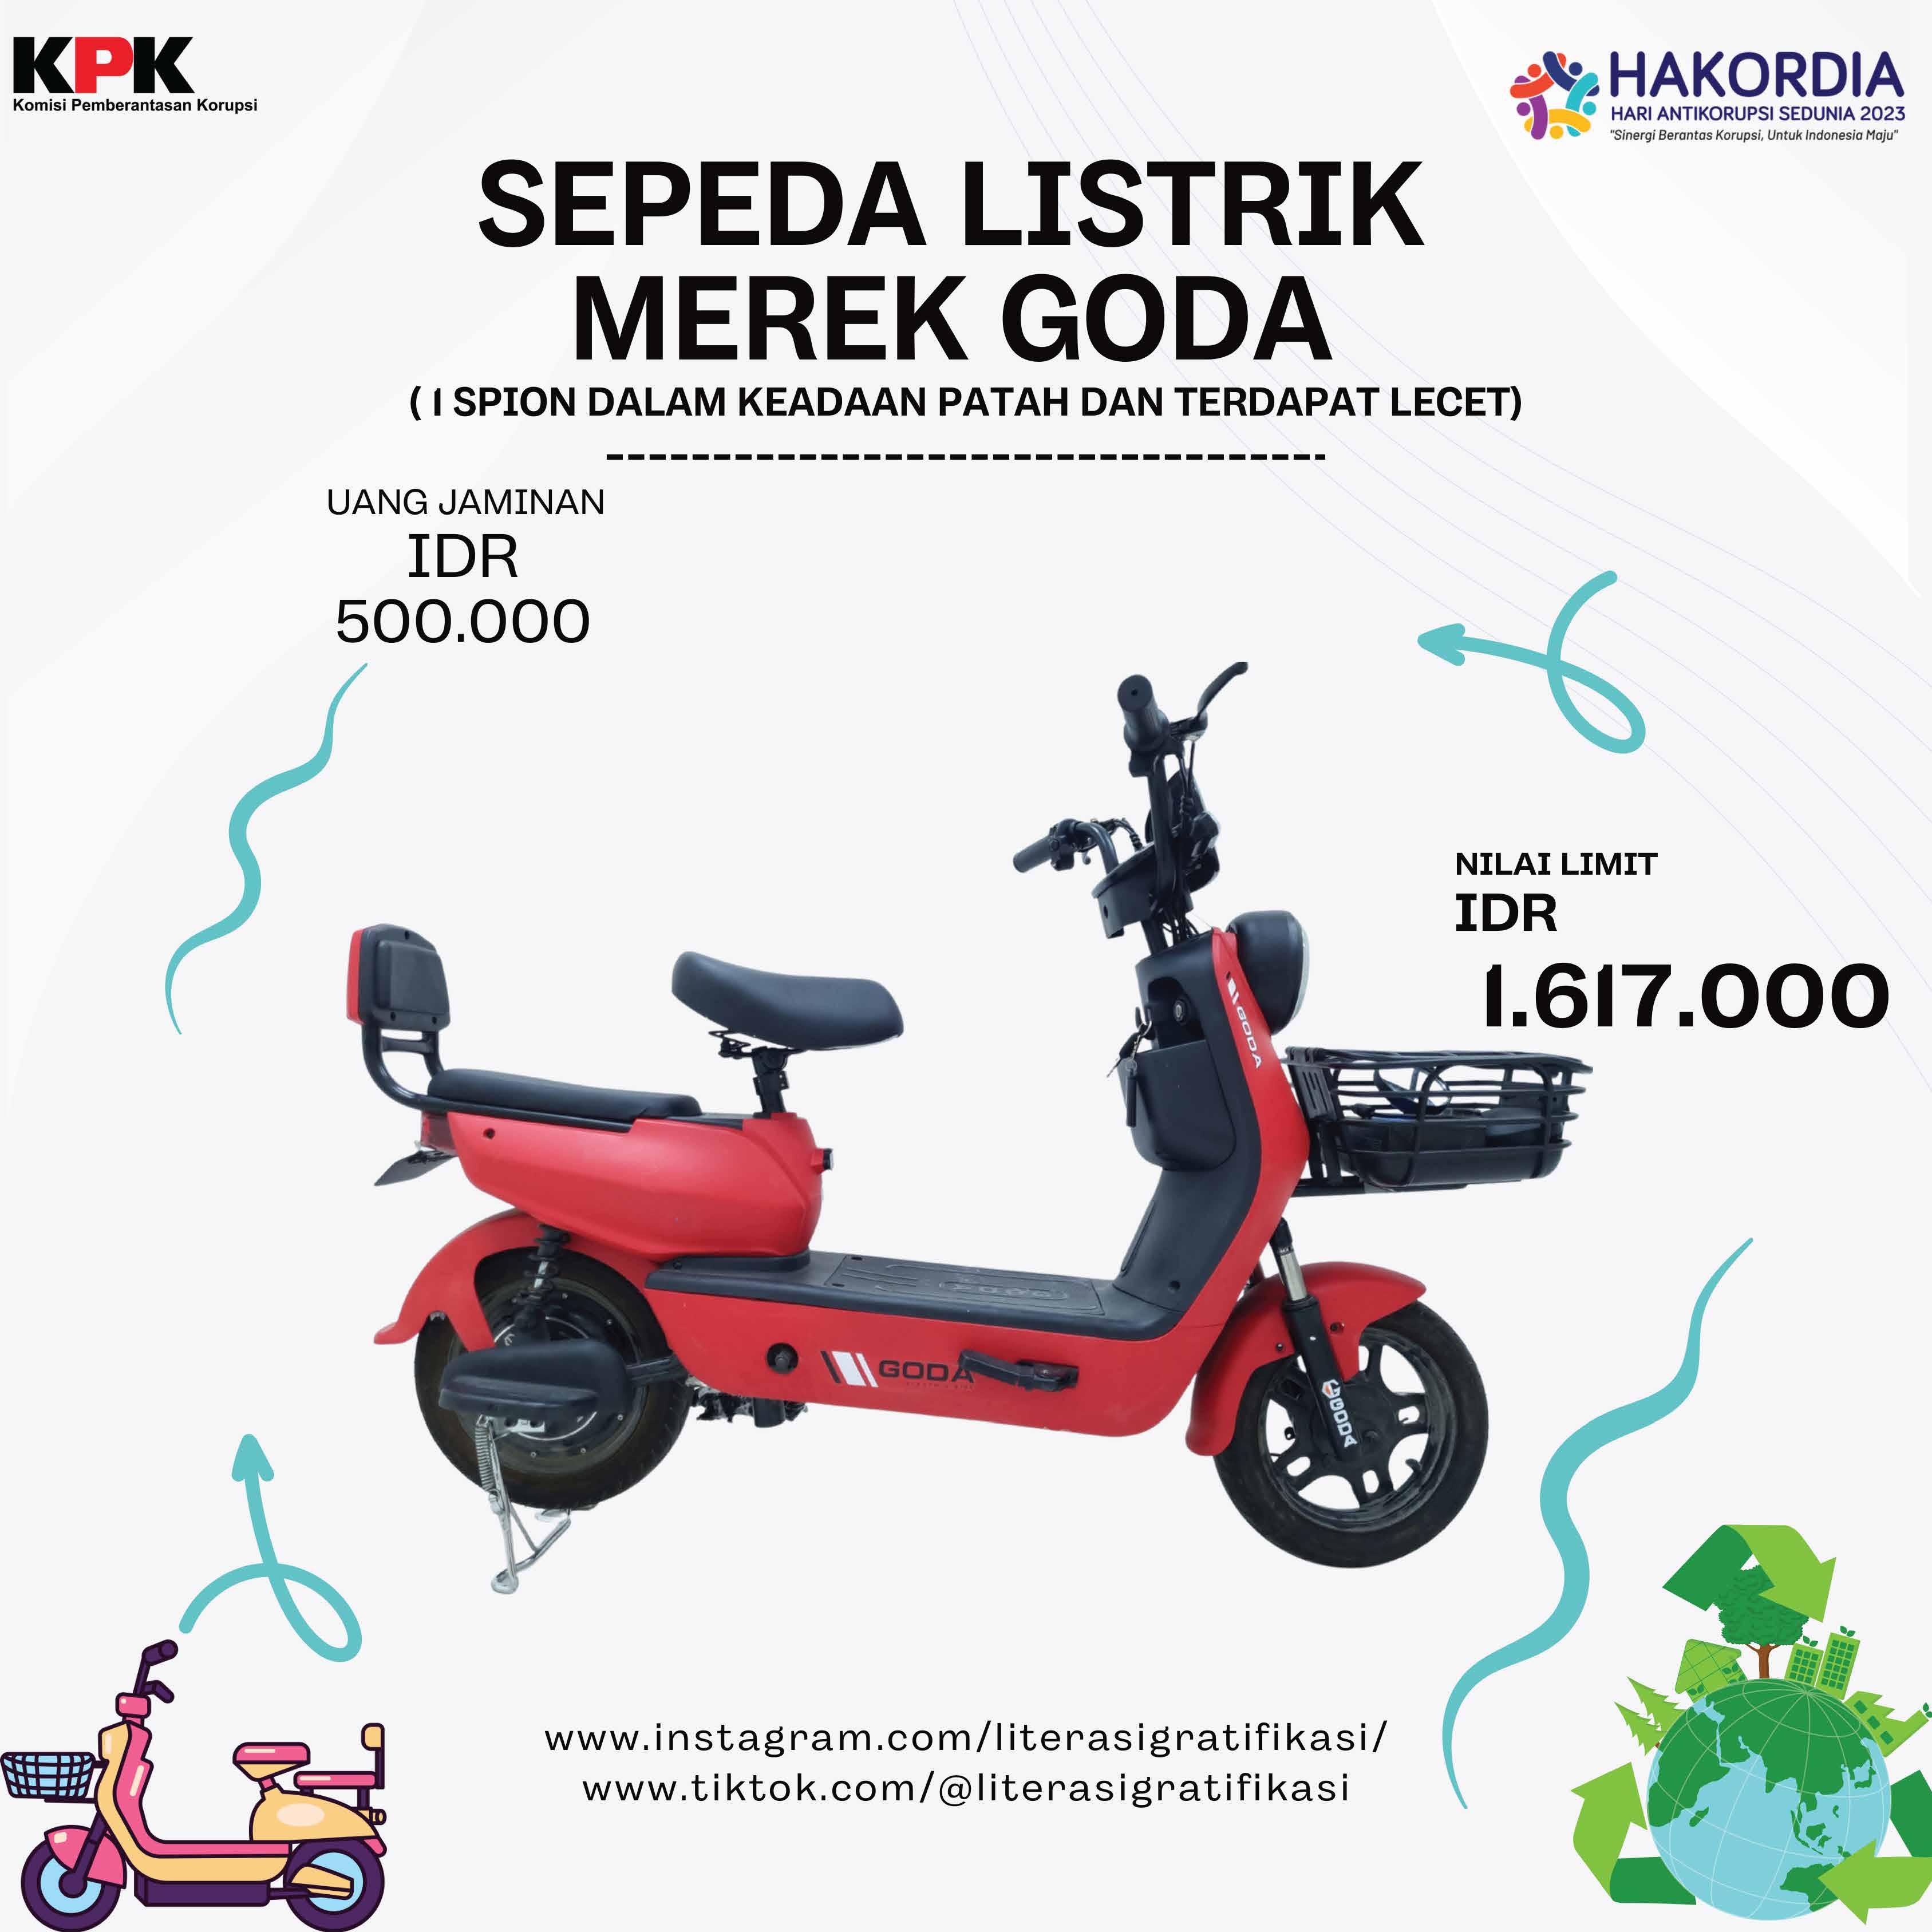 KPK
Komisi Pemberantasan Korupsi
HAKORDIA
HARI ANTIKORUPSI SEDUNIA 2023
"Sinergi Berantas Korupsi, Untuk Indonesia Maju"
SEPEDA LISTRIK
MEREK GODA
( 1 SPION DALAM KEADAAN PATAH DAN TERDAPAT LECET)
UANG JAMINAN
IDR
500.000
NILAI LIMIT
IDR
1.617.000
GODA
GODA
GODA
www.instagram.com/literasigratifikasi/
www.tiktok.com/@literasigratifikasi